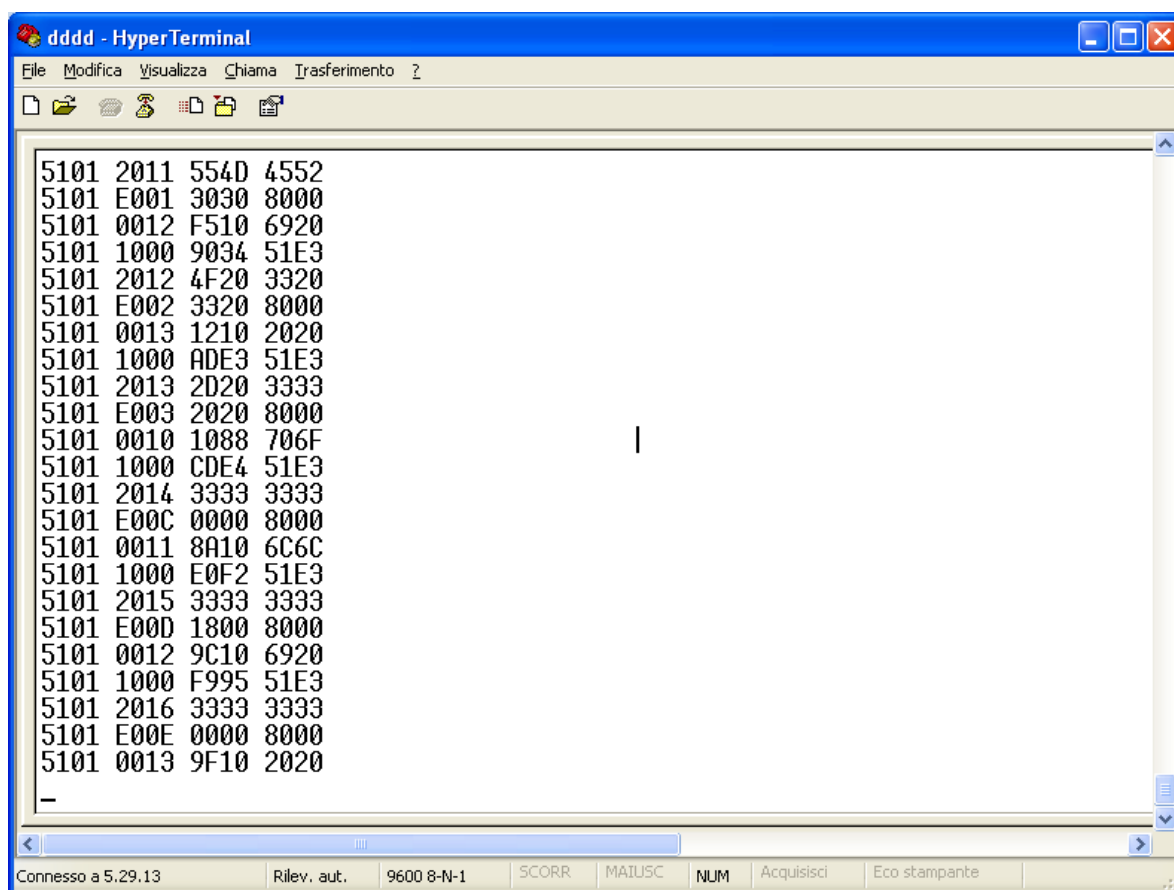 dddd - HyperTerminal
File Modifica Visualizza Chiama Trasferimento ?
5101 2011 554D 4552
5101 E001 3030 8000
5101 0012 F510 6920
5101 1000 9034 51E3
5101 2012 4F20 3320
5101 E002 3320 8000
5101 0013 1210 2020
5101 1000 ADE3 51E3
5101 2013 2D20 3333
5101 E003 2020 8000
5101 0010 1088 706F
5101 1000 CDE4 51E3
5101 2014 3333 3333
5101 E00C 0000 8000
5101 0011 8A10 6C6C
5101 1000 E0F2 51E3
5101 2015 3333 3333
5101 E00D 1800 8000
5101 0012 9C10 6920
5101 1000 F995 51E3
5101 2016 3333 3333
5101 E00E 0000 8000
5101 0013 9F10 2020
_
Connesso a 5.29.13 Rilev. aut. 9600 8-N-1 SCORR MAIUSC NUM Acquisisci Eco stampante